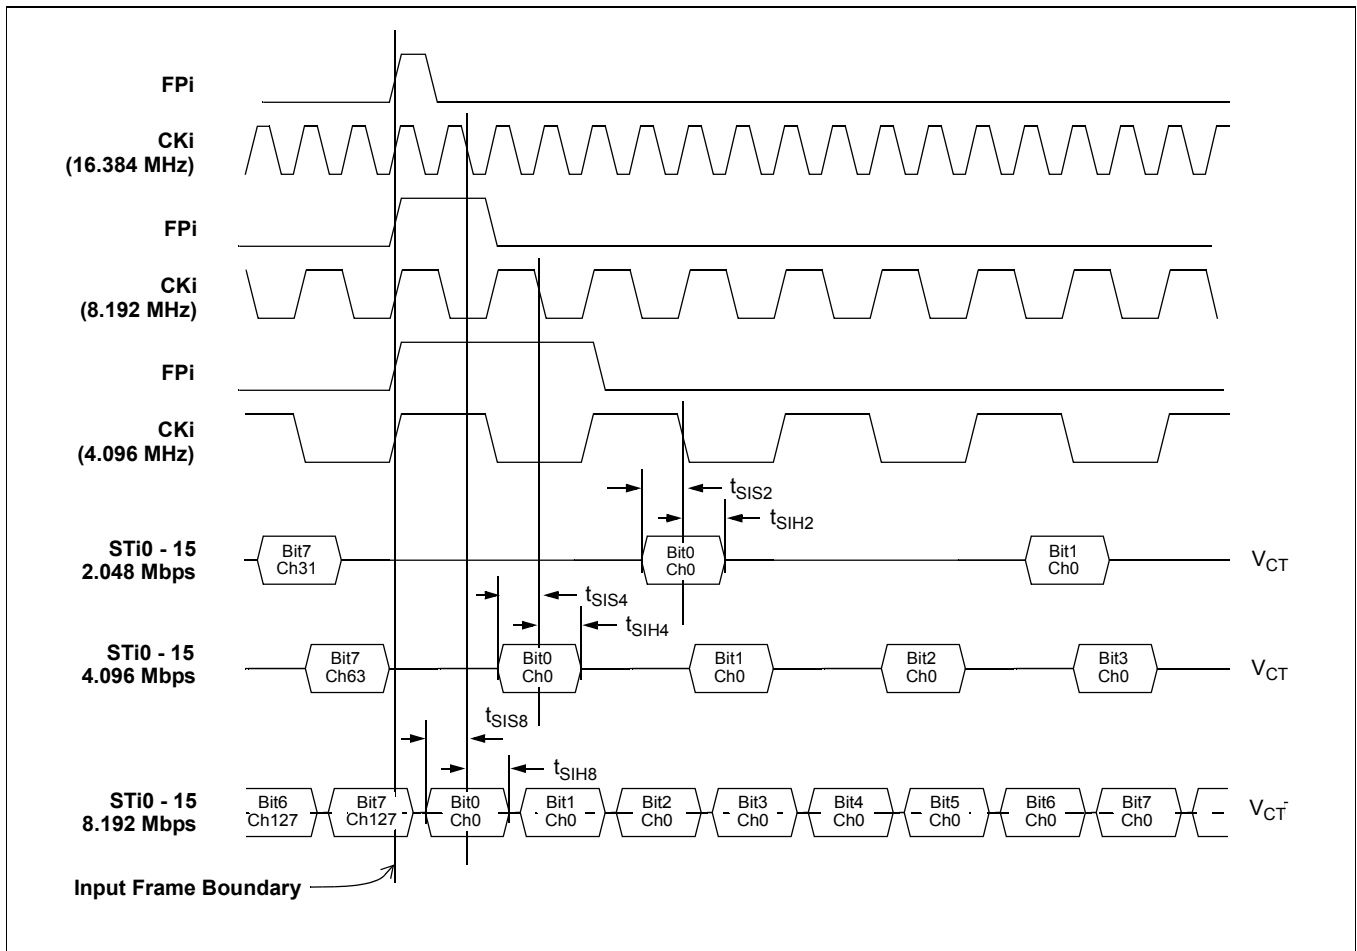 FPi
CKi
(16.384 MHz)
FPi
CKi
(8.192 MHz)
FPi
CKi
(4.096 MHz)
tSIS2
tSIH2
STi0 - 15
2.048 Mbps
Bit7
Ch31
Bit0
Ch0
Bit1
Ch0
VCT
tSIS4
tSIH4
STi0 - 15
4.096 Mbps
Bit7
Ch63
Bit0
Ch0
Bit1
Ch0
Bit2
Ch0
Bit3
Ch0
VCT
tSIS8
tSIH8
STi0 - 15
8.192 Mbps
Bit6
Ch127
Bit7
Ch127
Bit0
Ch0
Bit1
Ch0
Bit2
Ch0
Bit3
Ch0
Bit4
Ch0
Bit5
Ch0
Bit6
Ch0
Bit7
Ch0
VCT
Input Frame Boundary